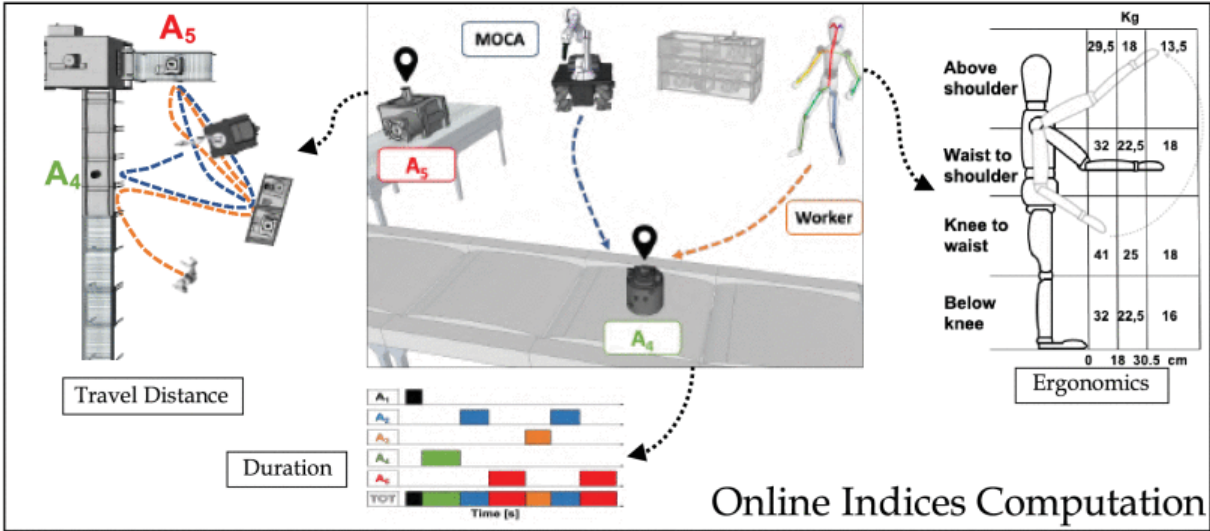 A5
A4
Travel Distance
MOCA
A5
Worker
A4
Kg
29,5 18 13,5
Above
shoulder
32 22,5 18
Waist to
shoulder
Knee to
waist
41 25 18
Below
knee
32 22,5 16
0 18 30.5 cm
Ergonomics
A1
A2
A3
A4
A5
TOT
Time [s]
Duration
Online Indices Computation